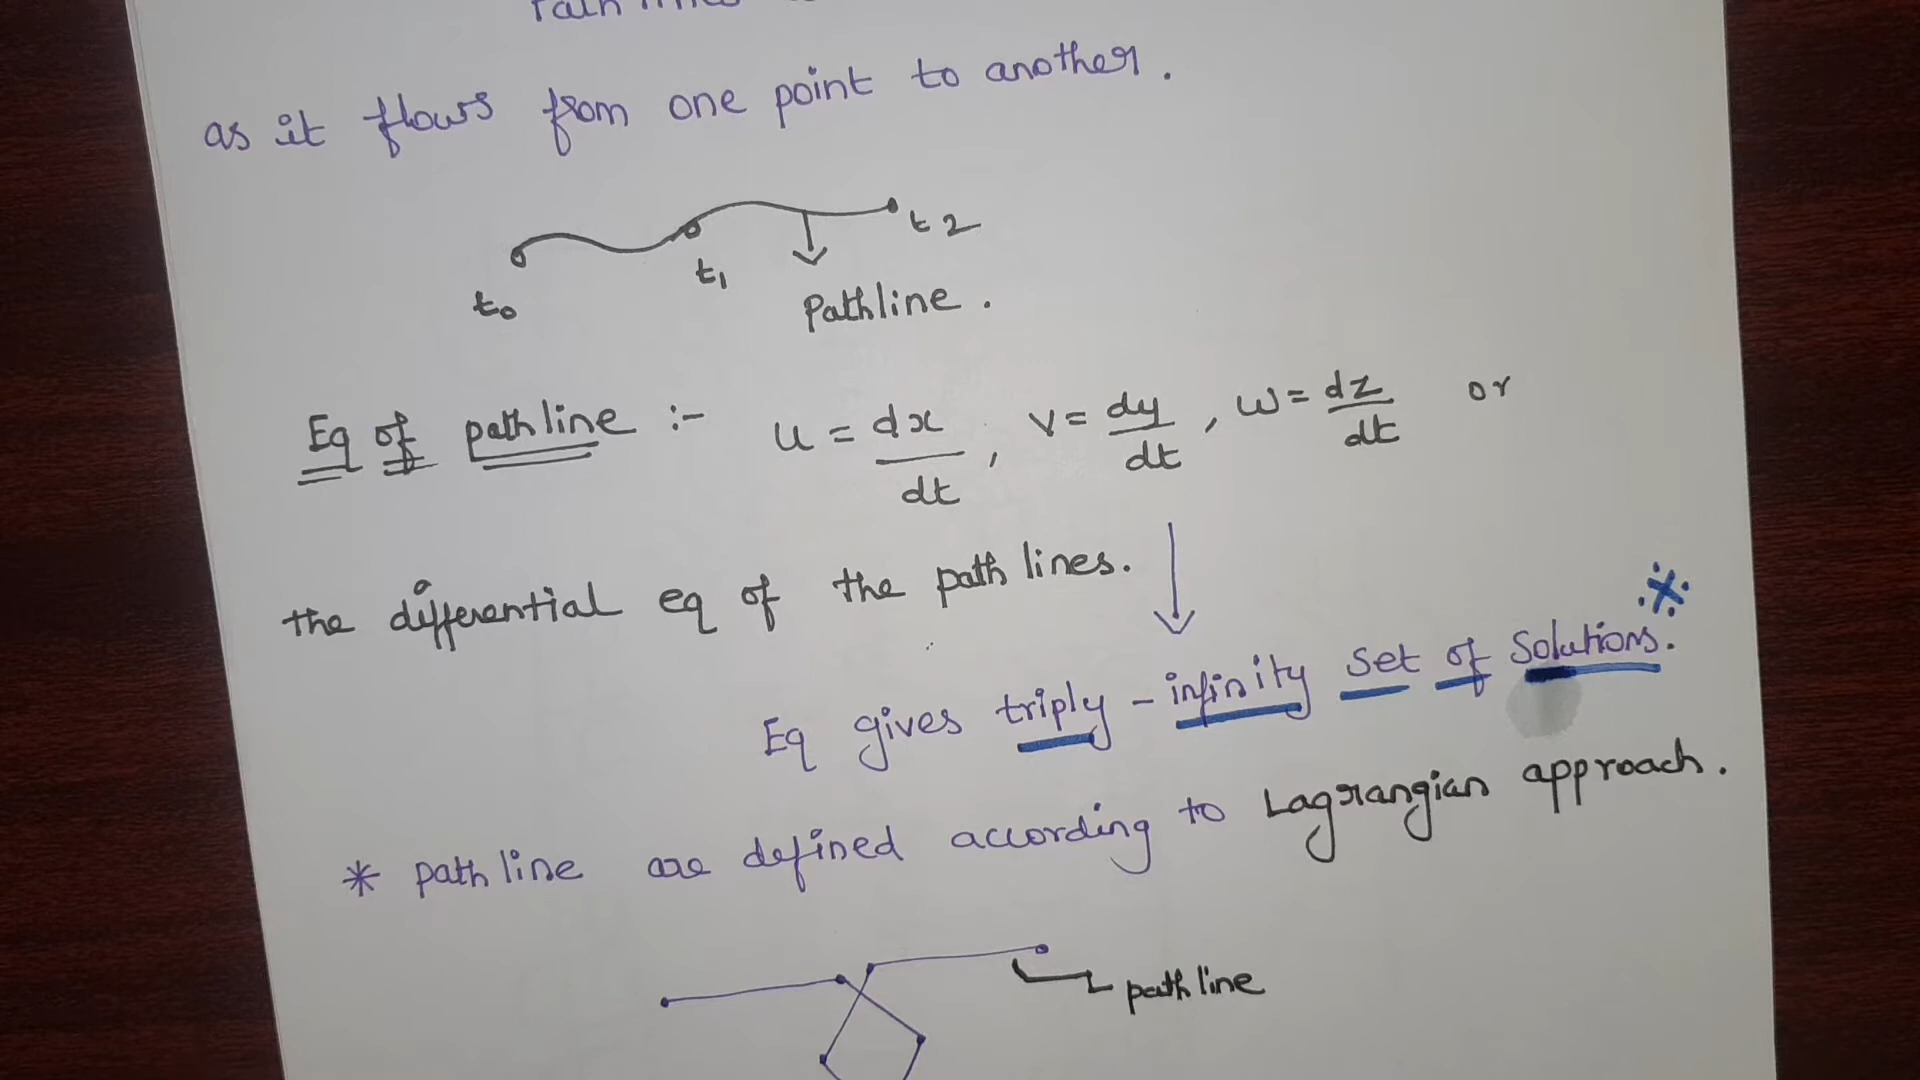 as it flows from one point to another.
t0 t1 t2
Pathline.
Eq of pathline :- u = dx/dt , v = dy/dt , w = dz/dt or
the differential eq of the path lines.
Eq gives triply - infinity set of solutions.
* path line are defined according to Lagrangian approach.
path line